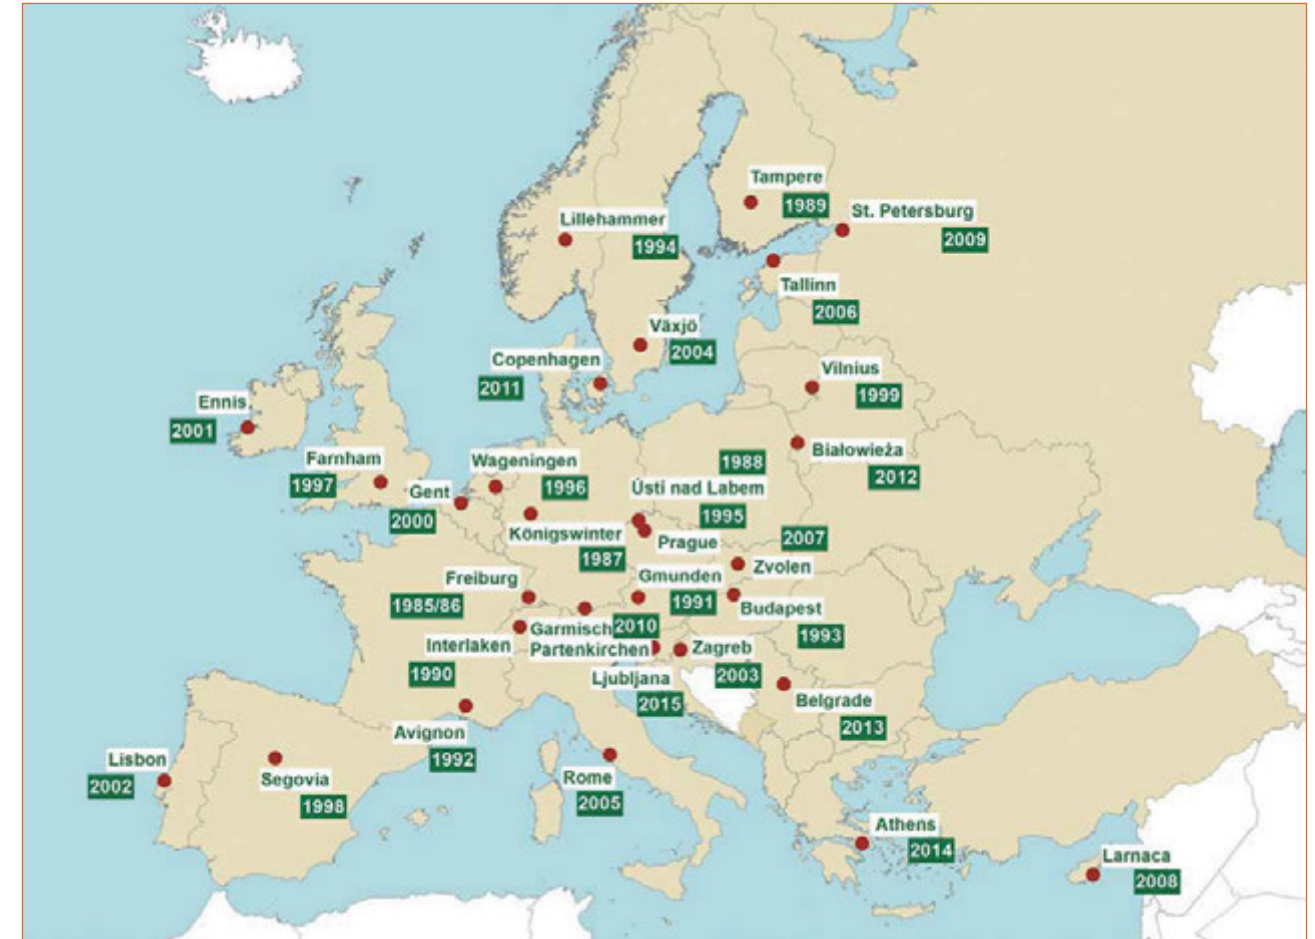 Tampere
1989
St. Petersburg
2009
Lillehammer
1994
Tallinn
2006
Växjö
2004
Copenhagen
2011
Vilnius
1999
Ennis
2001
Białowieża
2012
Farnham
1997
Wageningen
1996
Gent
2000
1988
Ústí nad Labem
1995
Königswinter
1987
Prague
2007
Zvolen
Freiburg
1985/86
Gmunden
1991
Budapest
1993
Interlaken
1990
Garmisch
2010
Partenkirchen
Zagreb
2003
Ljubljana
2015
Belgrade
2013
Avignon
1992
Lisbon
2002
Segovia
1998
Rome
2005
Athens
2014
Larnaca
2008